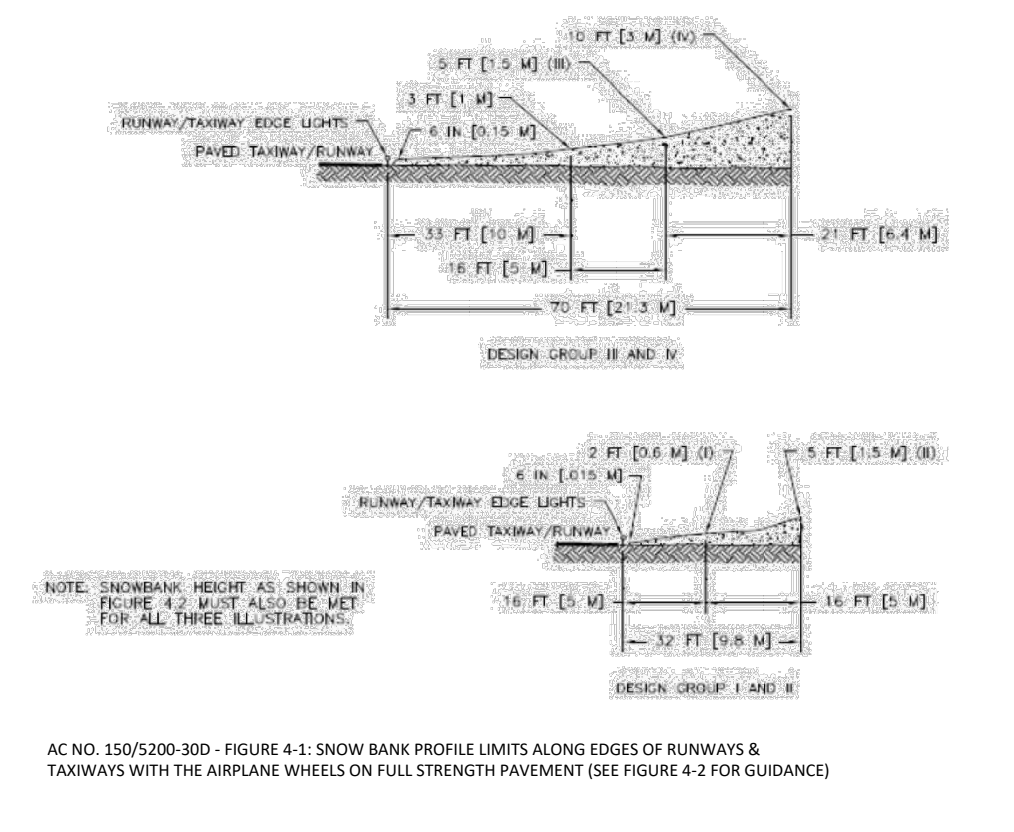 10 FT [3 M] (IV)
5 FT [1.5 M] (III)
3 FT [1 M]
RUNWAY/TAXIWAY EDGE LIGHTS
6 IN [0.15 M]
PAVED TAXIWAY/RUNWAY
33 FT [10 M]
21 FT [6.4 M]
16 FT [5 M]
70 FT [21.3 M]
DESIGN GROUP III AND IV
2 FT [0.6 M] (I)
5 FT [1.5 M] (II)
6 IN [.015 M]
RUNWAY/TAXIWAY EDGE LIGHTS
PAVED TAXIWAY/RUNWAY
NOTE: SNOWBANK HEIGHT AS SHOWN IN
FIGURE 4-2 MUST ALSO BE MET
FOR ALL THREE ILLUSTRATIONS.
16 FT [5 M]
16 FT [5 M]
32 FT [9.8 M]
DESIGN GROUP I AND II
AC NO. 150/5200-30D - FIGURE 4-1: SNOW BANK PROFILE LIMITS ALONG EDGES OF RUNWAYS &
TAXIWAYS WITH THE AIRPLANE WHEELS ON FULL STRENGTH PAVEMENT (SEE FIGURE 4-2 FOR GUIDANCE)